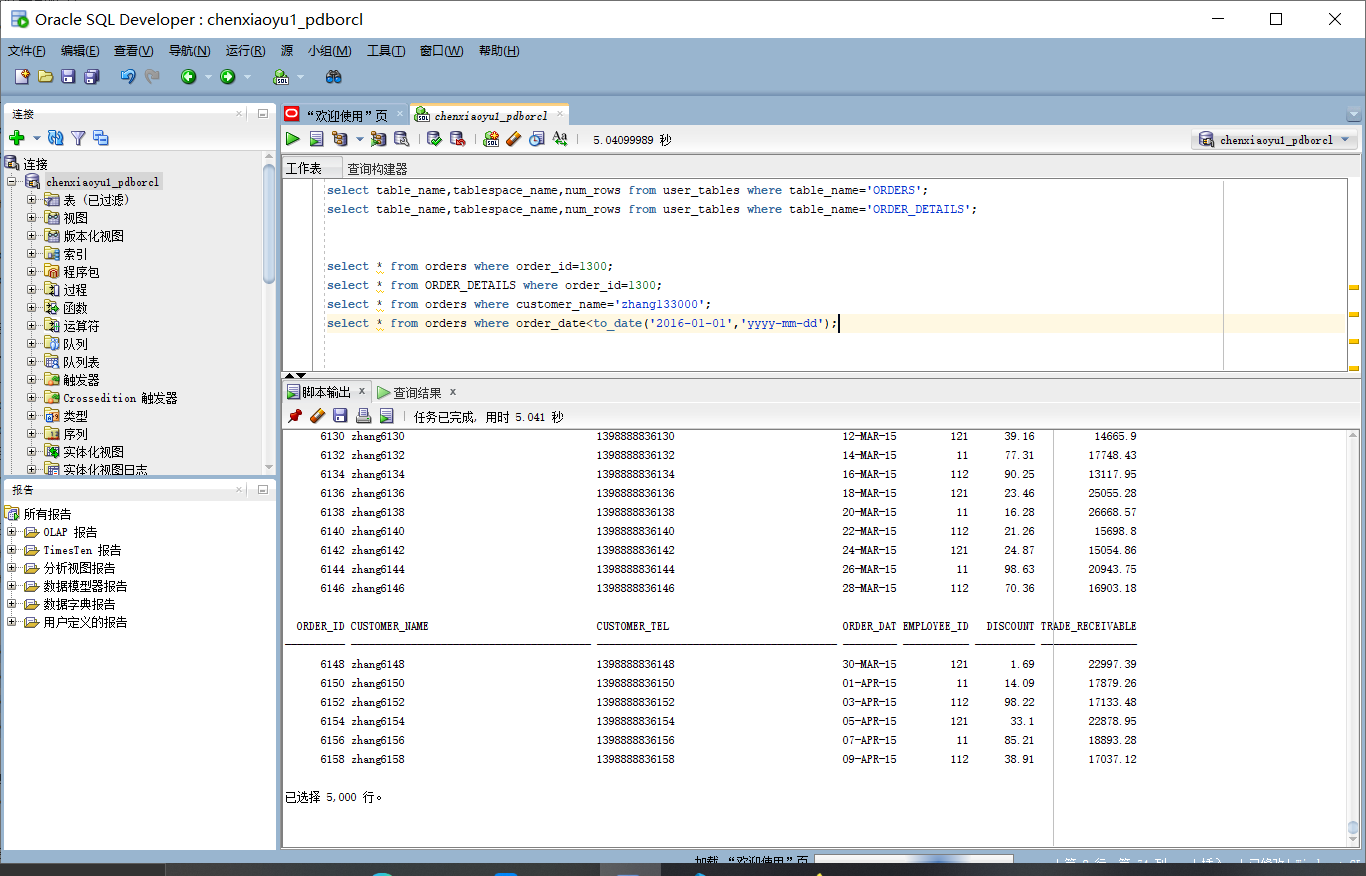 Oracle SQL Developer : chenxiaoyu1_pdborcl
文件(F) 编辑(E) 查看(V) 导航(N) 运行(R) 源 小组(M) 工具(T) 窗口(W) 帮助(H)
连接
连接
chenxiaoyu1_pdborcl
表 (已过滤)
视图
版本化视图
索引
程序包
过程
函数
运算符
队列
队列表
触发器
Crossedition 触发器
类型
序列
实体化视图
实体化视图日志
报告
所有报告
OLAP 报告
TimesTen 报告
分析视图报告
数据模型器报告
数据字典报告
用户定义的报告
“欢迎使用”页 chenxiaoyu1_pdborcl
5.04099989 秒
chenxiaoyu1_pdborcl
工作表 查询构建器
select table_name,tablespace_name,num_rows from user_tables where table_name='ORDERS';
select table_name,tablespace_name,num_rows from user_tables where table_name='ORDER_DETAILS';
select * from orders where order_id=1300;
select * from ORDER_DETAILS where order_id=1300;
select * from orders where customer_name='zhang133000';
select * from orders where order_date<to_date('2016-01-01','yyyy-mm-dd');
脚本输出 x 查询结果 x
任务已完成, 用时 5.041 秒
6130 zhang6130 1398888836130 12-MAR-15 121 39.16 14665.9
6132 zhang6132 1398888836132 14-MAR-15 11 77.31 17748.43
6134 zhang6134 1398888836134 16-MAR-15 112 90.25 13117.95
6136 zhang6136 1398888836136 18-MAR-15 121 23.46 25055.28
6138 zhang6138 1398888836138 20-MAR-15 11 16.28 26668.57
6140 zhang6140 1398888836140 22-MAR-15 112 21.26 15698.8
6142 zhang6142 1398888836142 24-MAR-15 121 24.87 15054.86
6144 zhang6144 1398888836144 26-MAR-15 11 98.63 20943.75
6146 zhang6146 1398888836146 28-MAR-15 112 70.36 16903.18
ORDER_ID CUSTOMER_NAME CUSTOMER_TEL ORDER_DAT EMPLOYEE_ID DISCOUNT TRADE_RECEIVABLE
6148 zhang6148 1398888836148 30-MAR-15 121 1.69 22997.39
6150 zhang6150 1398888836150 01-APR-15 11 14.09 17879.26
6152 zhang6152 1398888836152 03-APR-15 112 98.22 17133.48
6154 zhang6154 1398888836154 05-APR-15 121 33.1 22878.95
6156 zhang6156 1398888836156 07-APR-15 11 85.21 18893.28
6158 zhang6158 1398888836158 09-APR-15 112 38.91 17037.12
已选择 5,000 行。
加载 “欢迎使用”页